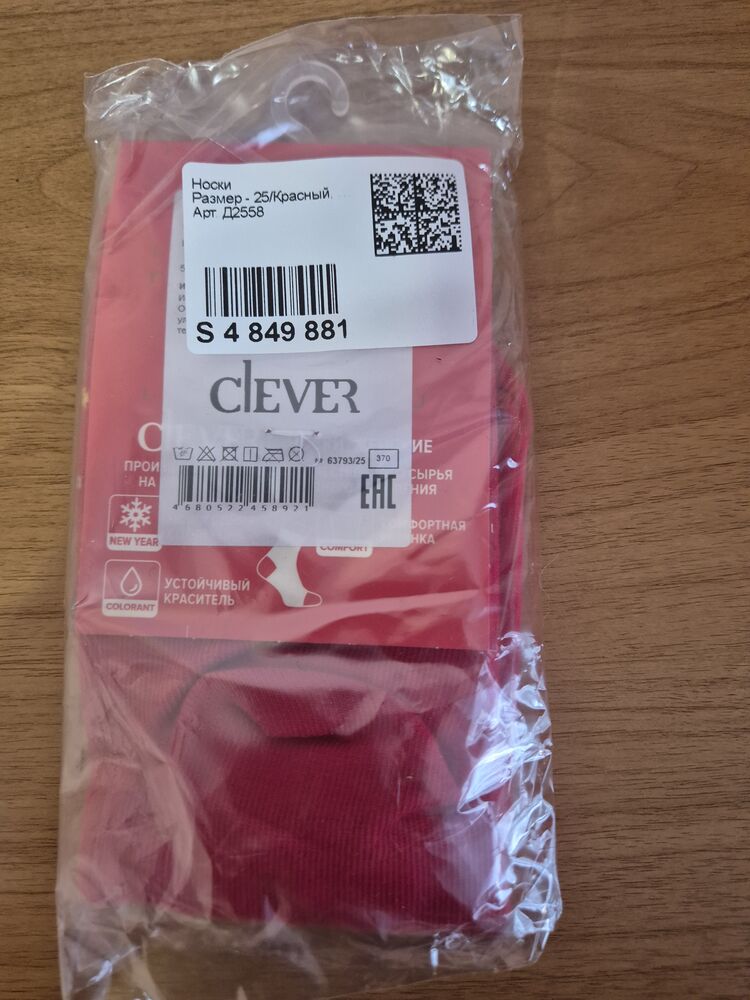 Носки
Размер - 25/Красный
Арт. Д2558
S 4 849 881
CLEVER
63793/25
370
4680522458921
EAC
NEW YEAR
COMFORT
УСТОЙЧИВЫЙ
КРАСИТЕЛЬ
COLORANT